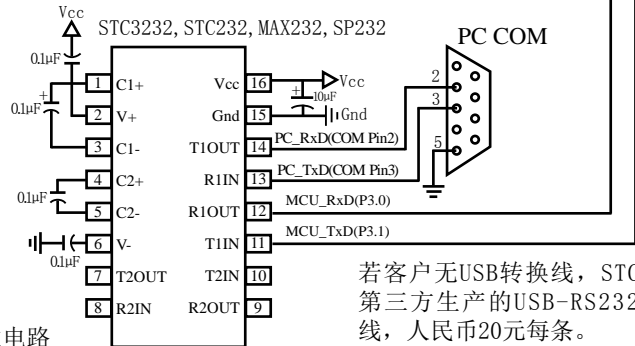 Vcc
STC3232, STC232, MAX232, SP232
PC COM
0.1μF
1 C1+ Vcc 16 Vcc
0.1μF + + 10μF
2 V+ Gnd 15 Gnd
3 C1- T1OUT 14 PC_RxD(COM Pin2)
4 C2+ R1IN 13 PC_TxD(COM Pin3)
0.1μF
5 C2- R1OUT 12 MCU_RxD(P3.0)
6 V- T1IN 11 MCU_TxD(P3.1)
0.1μF
7 T2OUT T2IN 10
8 R2IN R2OUT 9
2
3
5
若客户无USB转换线，STC
第三方生产的USB-RS232
线，人民币20元每条。
电路